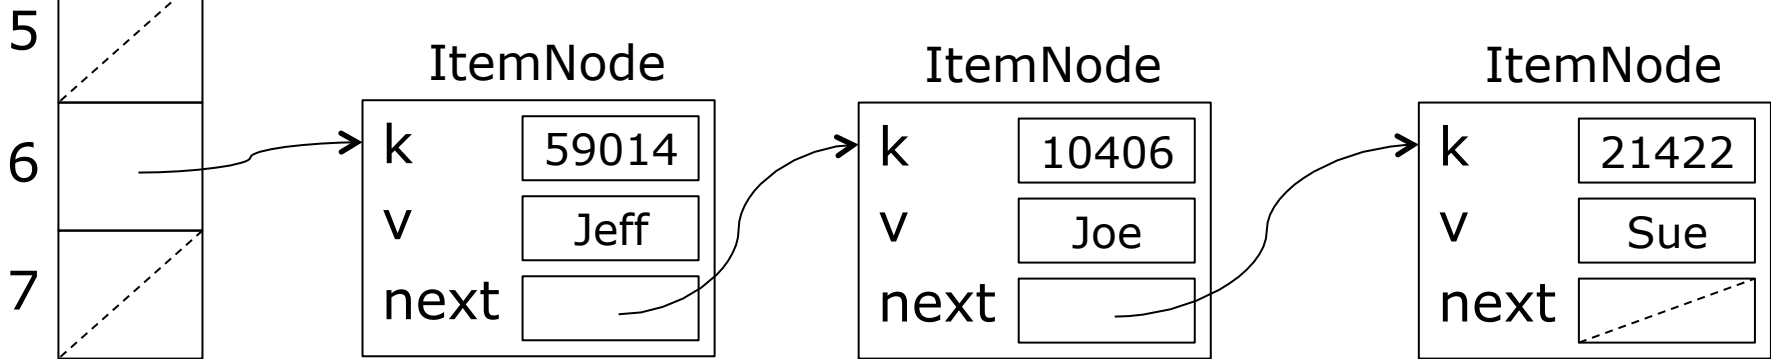 5
6
7
ItemNode
k 59014
v Jeff
next
ItemNode
k 10406
v Joe
next
ItemNode
k 21422
v Sue
next